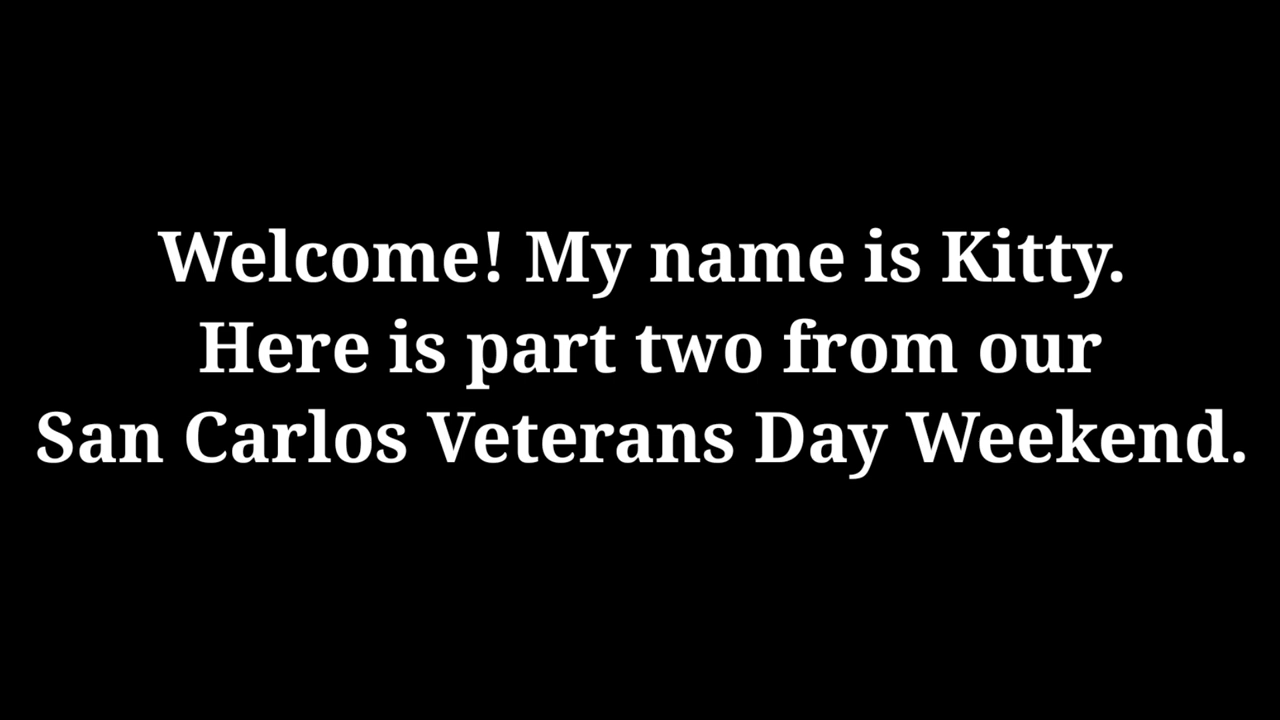 Welcome! My name is Kitty.
Here is part two from our
San Carlos Veterans Day Weekend.